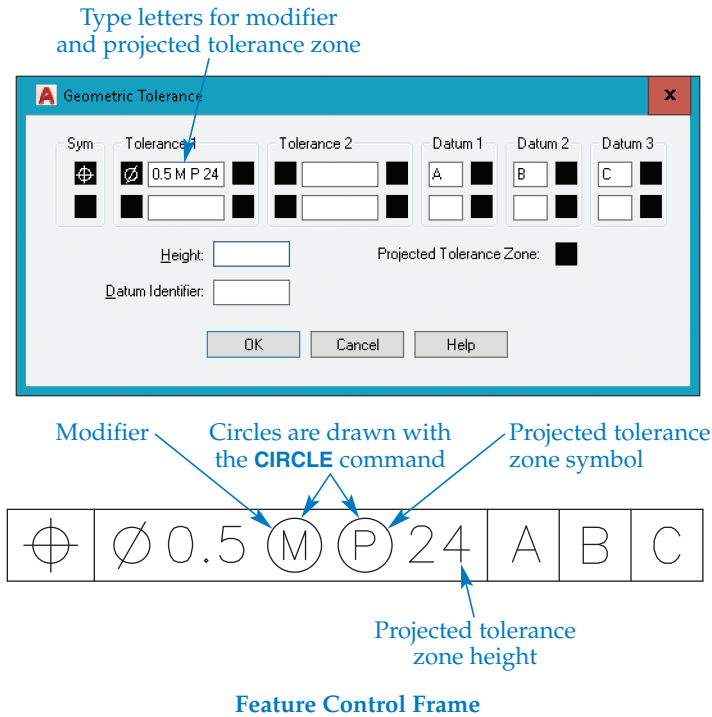 Type letters for modifier
and projected tolerance zone
A Geometric Tolerance x
Sym Tolerance 1 Tolerance 2 Datum 1 Datum 2 Datum 3
⌖ Ø 0.5 M P 24 A B C
Height: Projected Tolerance Zone:
Datum Identifier:
OK Cancel Help
Modifier Circles are drawn with Projected tolerance
the CIRCLE command zone symbol
⌖ Ø 0.5 Ⓜ Ⓟ 24 A B C
Projected tolerance
zone height
Feature Control Frame